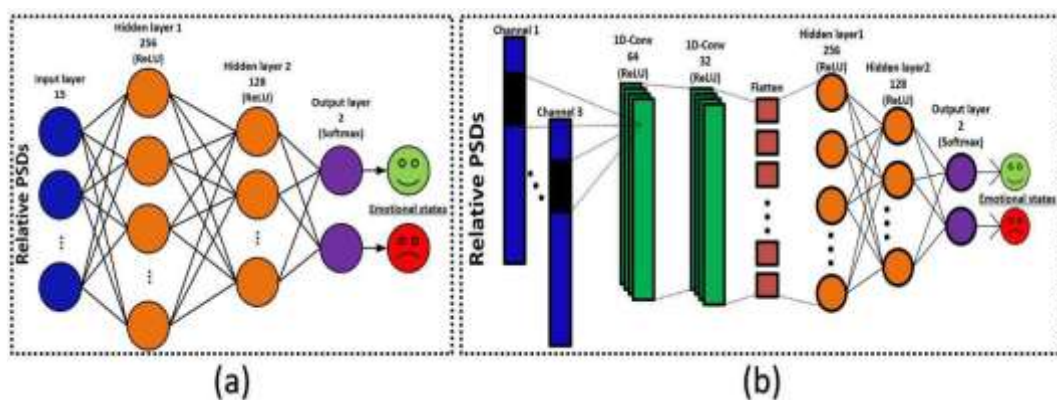 Relative PSDs
Input layer
15
Hidden layer 1
256
(ReLU)
Hidden layer 2
128
(ReLU)
Output layer
2
(Softmax)
Emotional states
(a)
Relative PSDs
Channel 1
Channel 3
1D-Conv
64
(ReLU)
1D-Conv
32
(ReLU)
Flatten
Hidden layer1
256
(ReLU)
Hidden layer2
128
(ReLU)
Output layer
2
(Softmax)
Emotional states
(b)